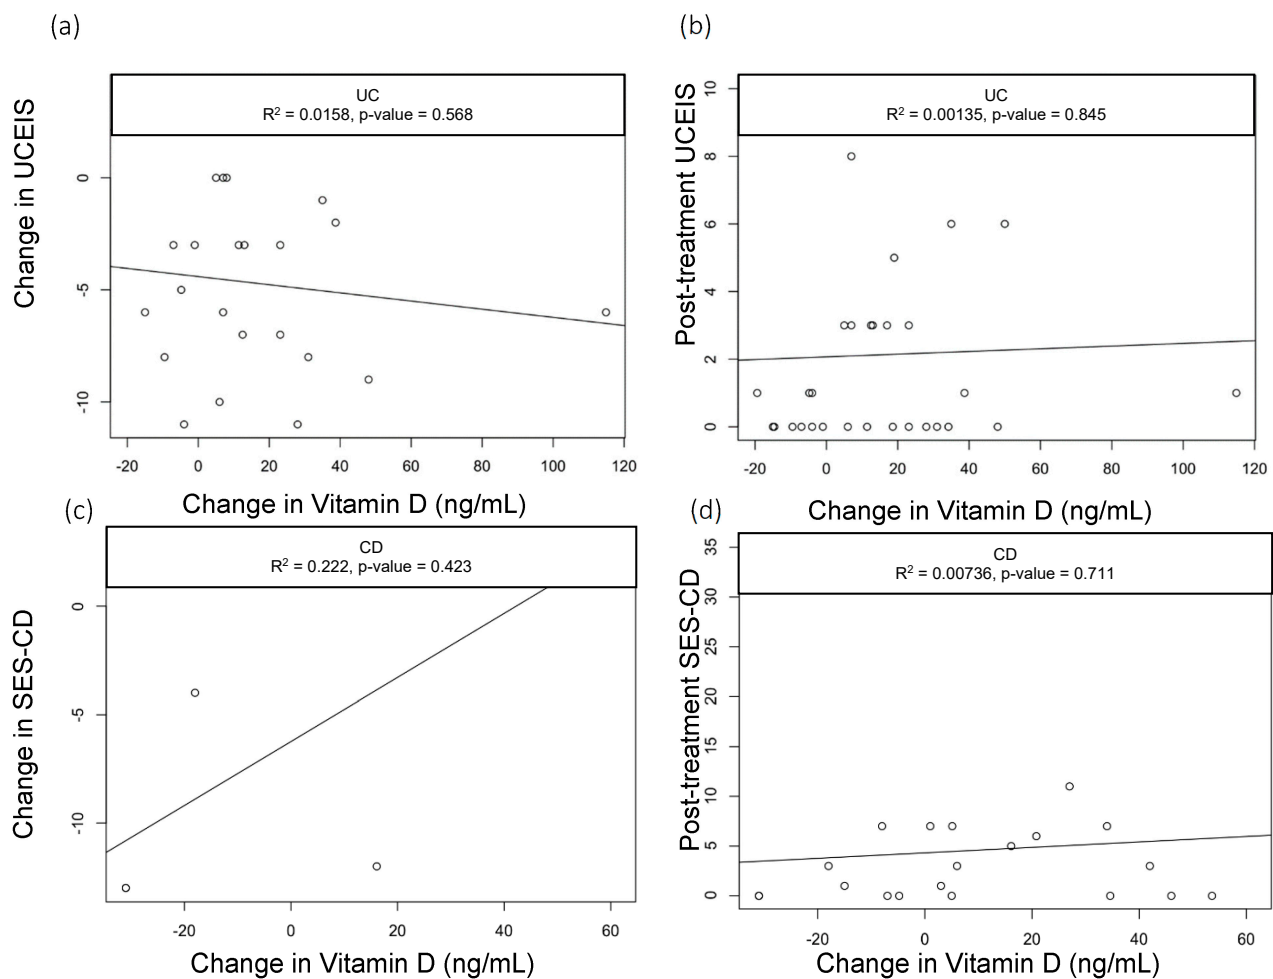 (a)
UC
R² = 0.0158, p-value = 0.568
Change in UCEIS
0
-5
-10
-20 0 20 40 60 80 100 120
Change in Vitamin D (ng/mL)
(b)
UC
R² = 0.00135, p-value = 0.845
Post-treatment UCEIS
10
8
6
4
2
0
-20 0 20 40 60 80 100 120
Change in Vitamin D (ng/mL)
(c)
CD
R² = 0.222, p-value = 0.423
Change in SES-CD
0
-5
-10
-20 0 20 40 60
Change in Vitamin D (ng/mL)
(d)
CD
R² = 0.00736, p-value = 0.711
Post-treatment SES-CD
35
30
25
20
15
10
5
0
-20 0 20 40 60
Change in Vitamin D (ng/mL)